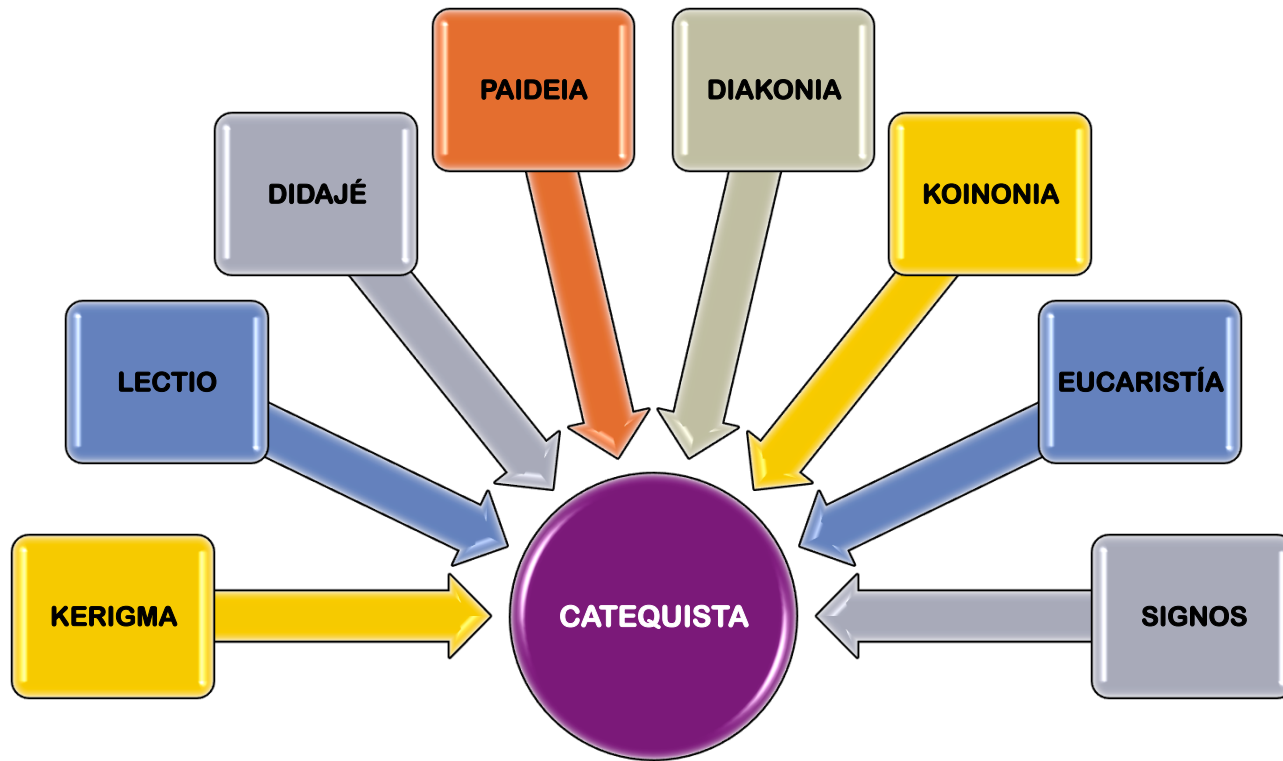 PAIDEIA
DIAKONIA
DIDAJÉ
KOINONIA
LECTIO
EUCARISTÍA
KERIGMA
CATEQUISTA
SIGNOS